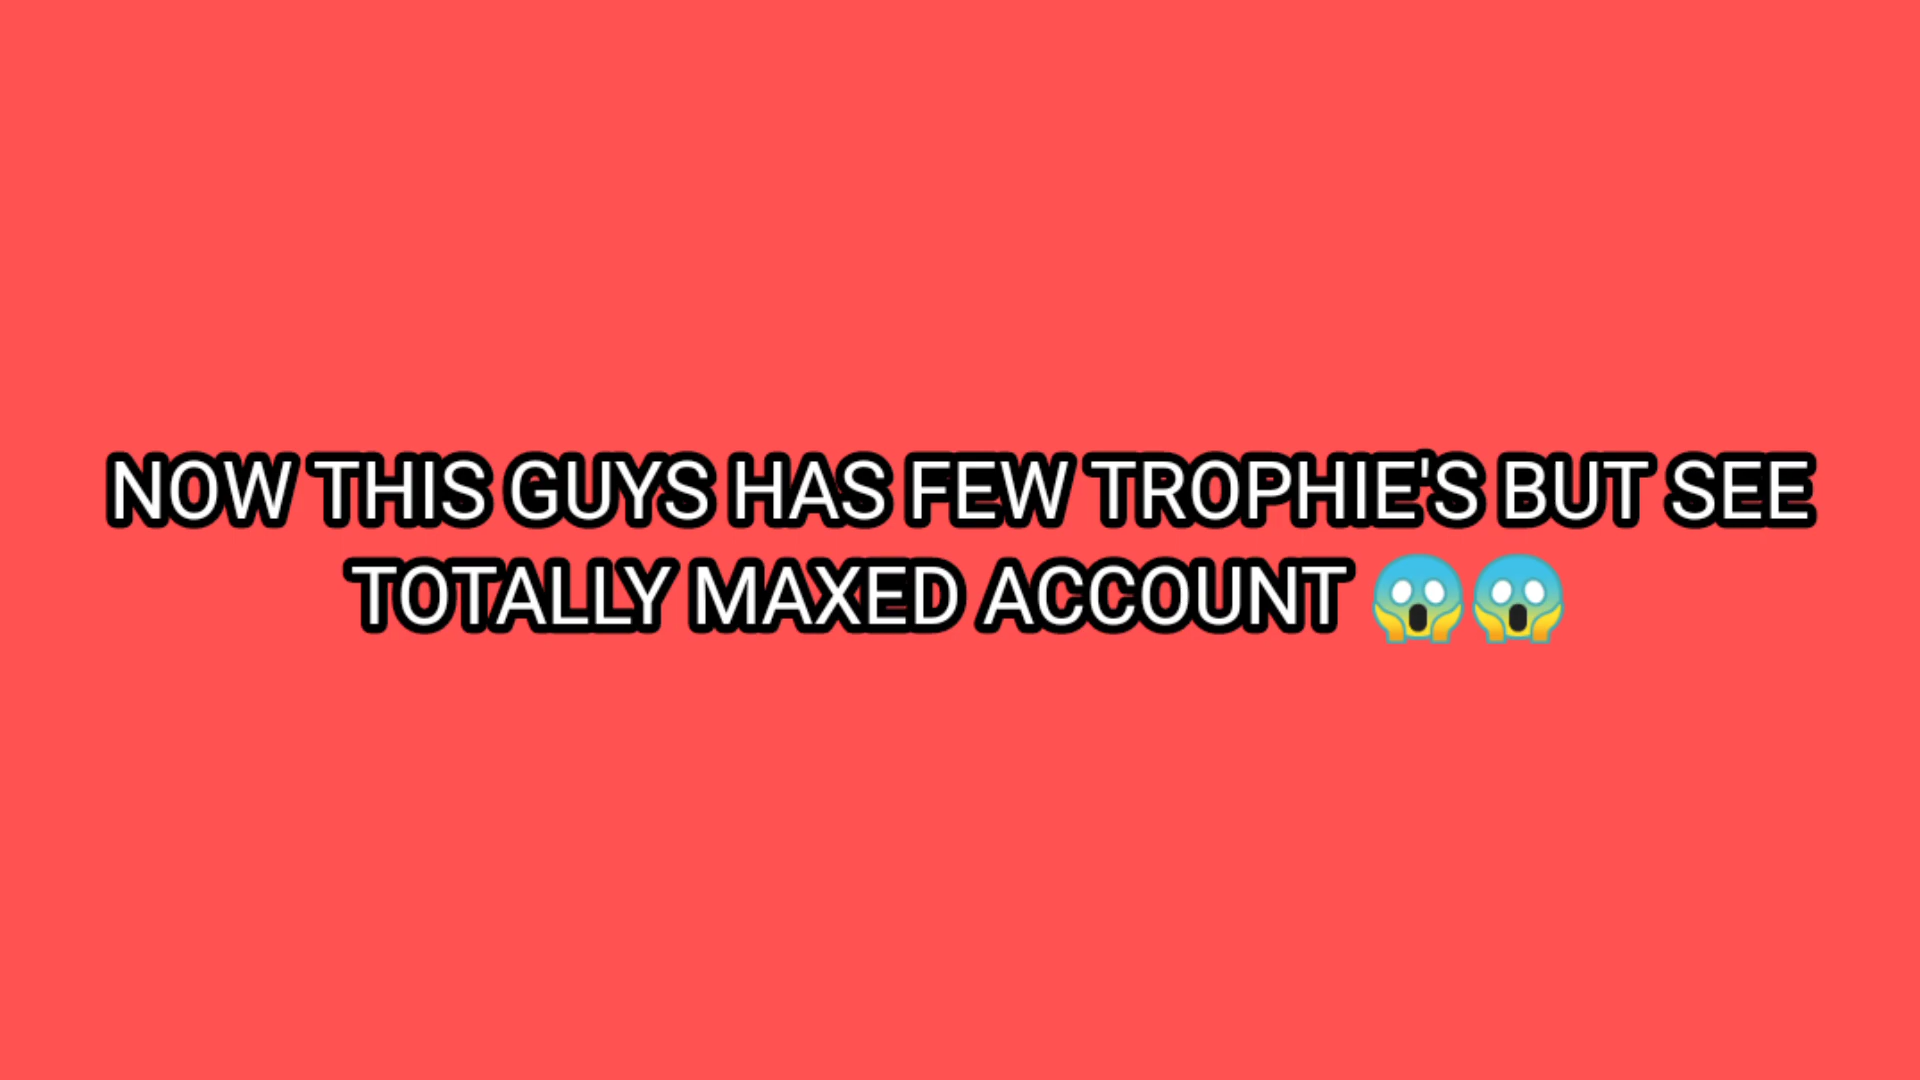 NOW THIS GUYS HAS FEW TROPHIE'S BUT SEE
TOTALLY MAXED ACCOUNT 😱😱